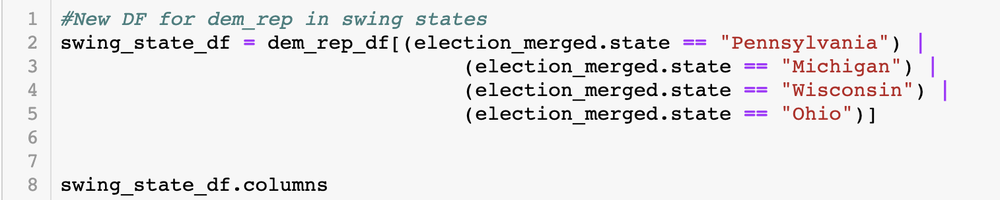 1 #New DF for dem_rep in swing states
2 swing_state_df = dem_rep_df[(election_merged.state == "Pennsylvania") |
3 (election_merged.state == "Michigan") |
4 (election_merged.state == "Wisconsin") |
5 (election_merged.state == "Ohio")]
6
7
8 swing_state_df.columns